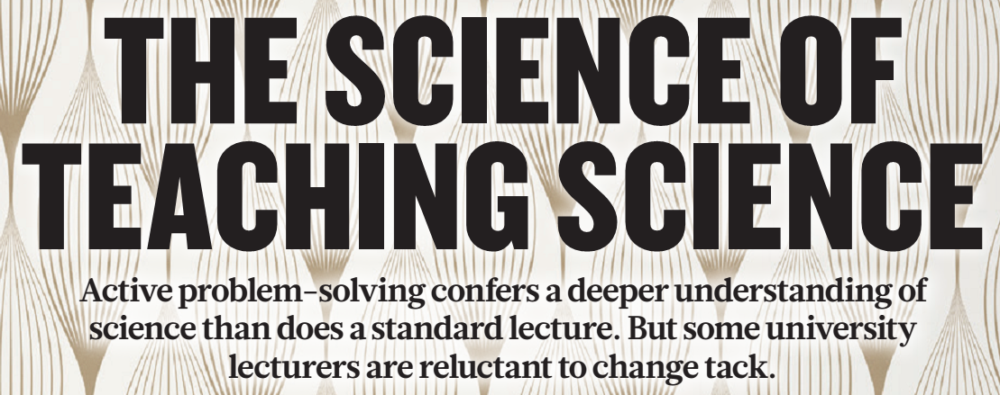 THE SCIENCE OF
TEACHING SCIENCE
Active problem-solving confers a deeper understanding of
science than does a standard lecture. But some university
lecturers are reluctant to change tack.